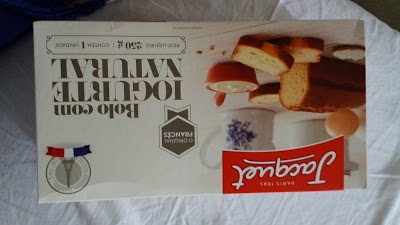 Jacquet
PARIS 1885
O ORIGINAL
FRANCÊS
Bolo com
IOGURTE
NATURAL
PESO LÍQUIDO
250 g
CONTÉM 1
UNIDADE